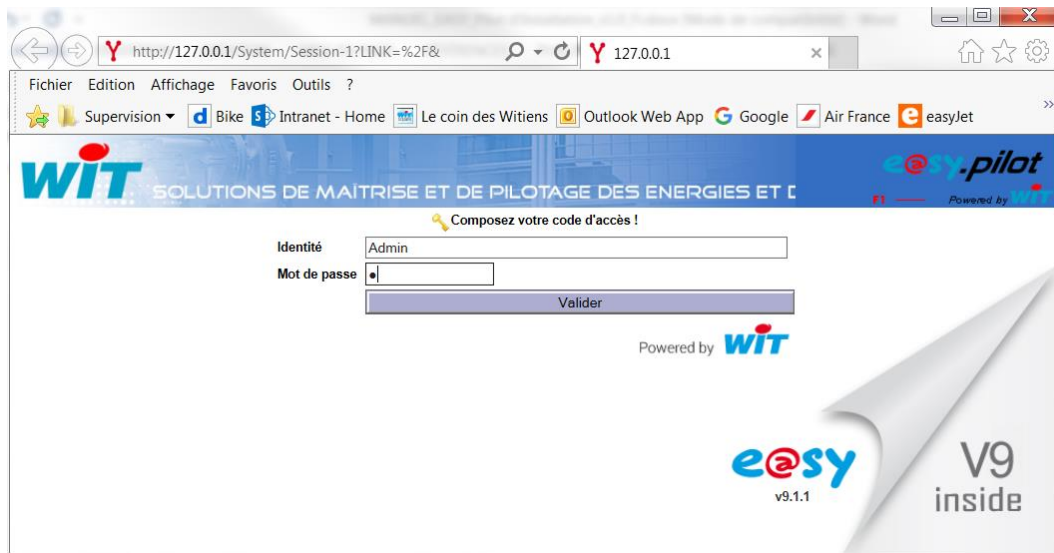 http://127.0.0.1/System/Session-1?LINK=%2F&
127.0.0.1
Fichier Edition Affichage Favoris Outils ?
Supervision Bike Intranet - Home Le coin des Witiens Outlook Web App Google Air France easyJet
WiT SOLUTIONS DE MAÎTRISE ET DE PILOTAGE DES ENERGIES ET D
e@sy.pilot
F1 Powered by WiT
Composez votre code d'accès !
Identité Admin
Mot de passe
Valider
Powered by WiT
e@sy
v9.1.1
V9
inside